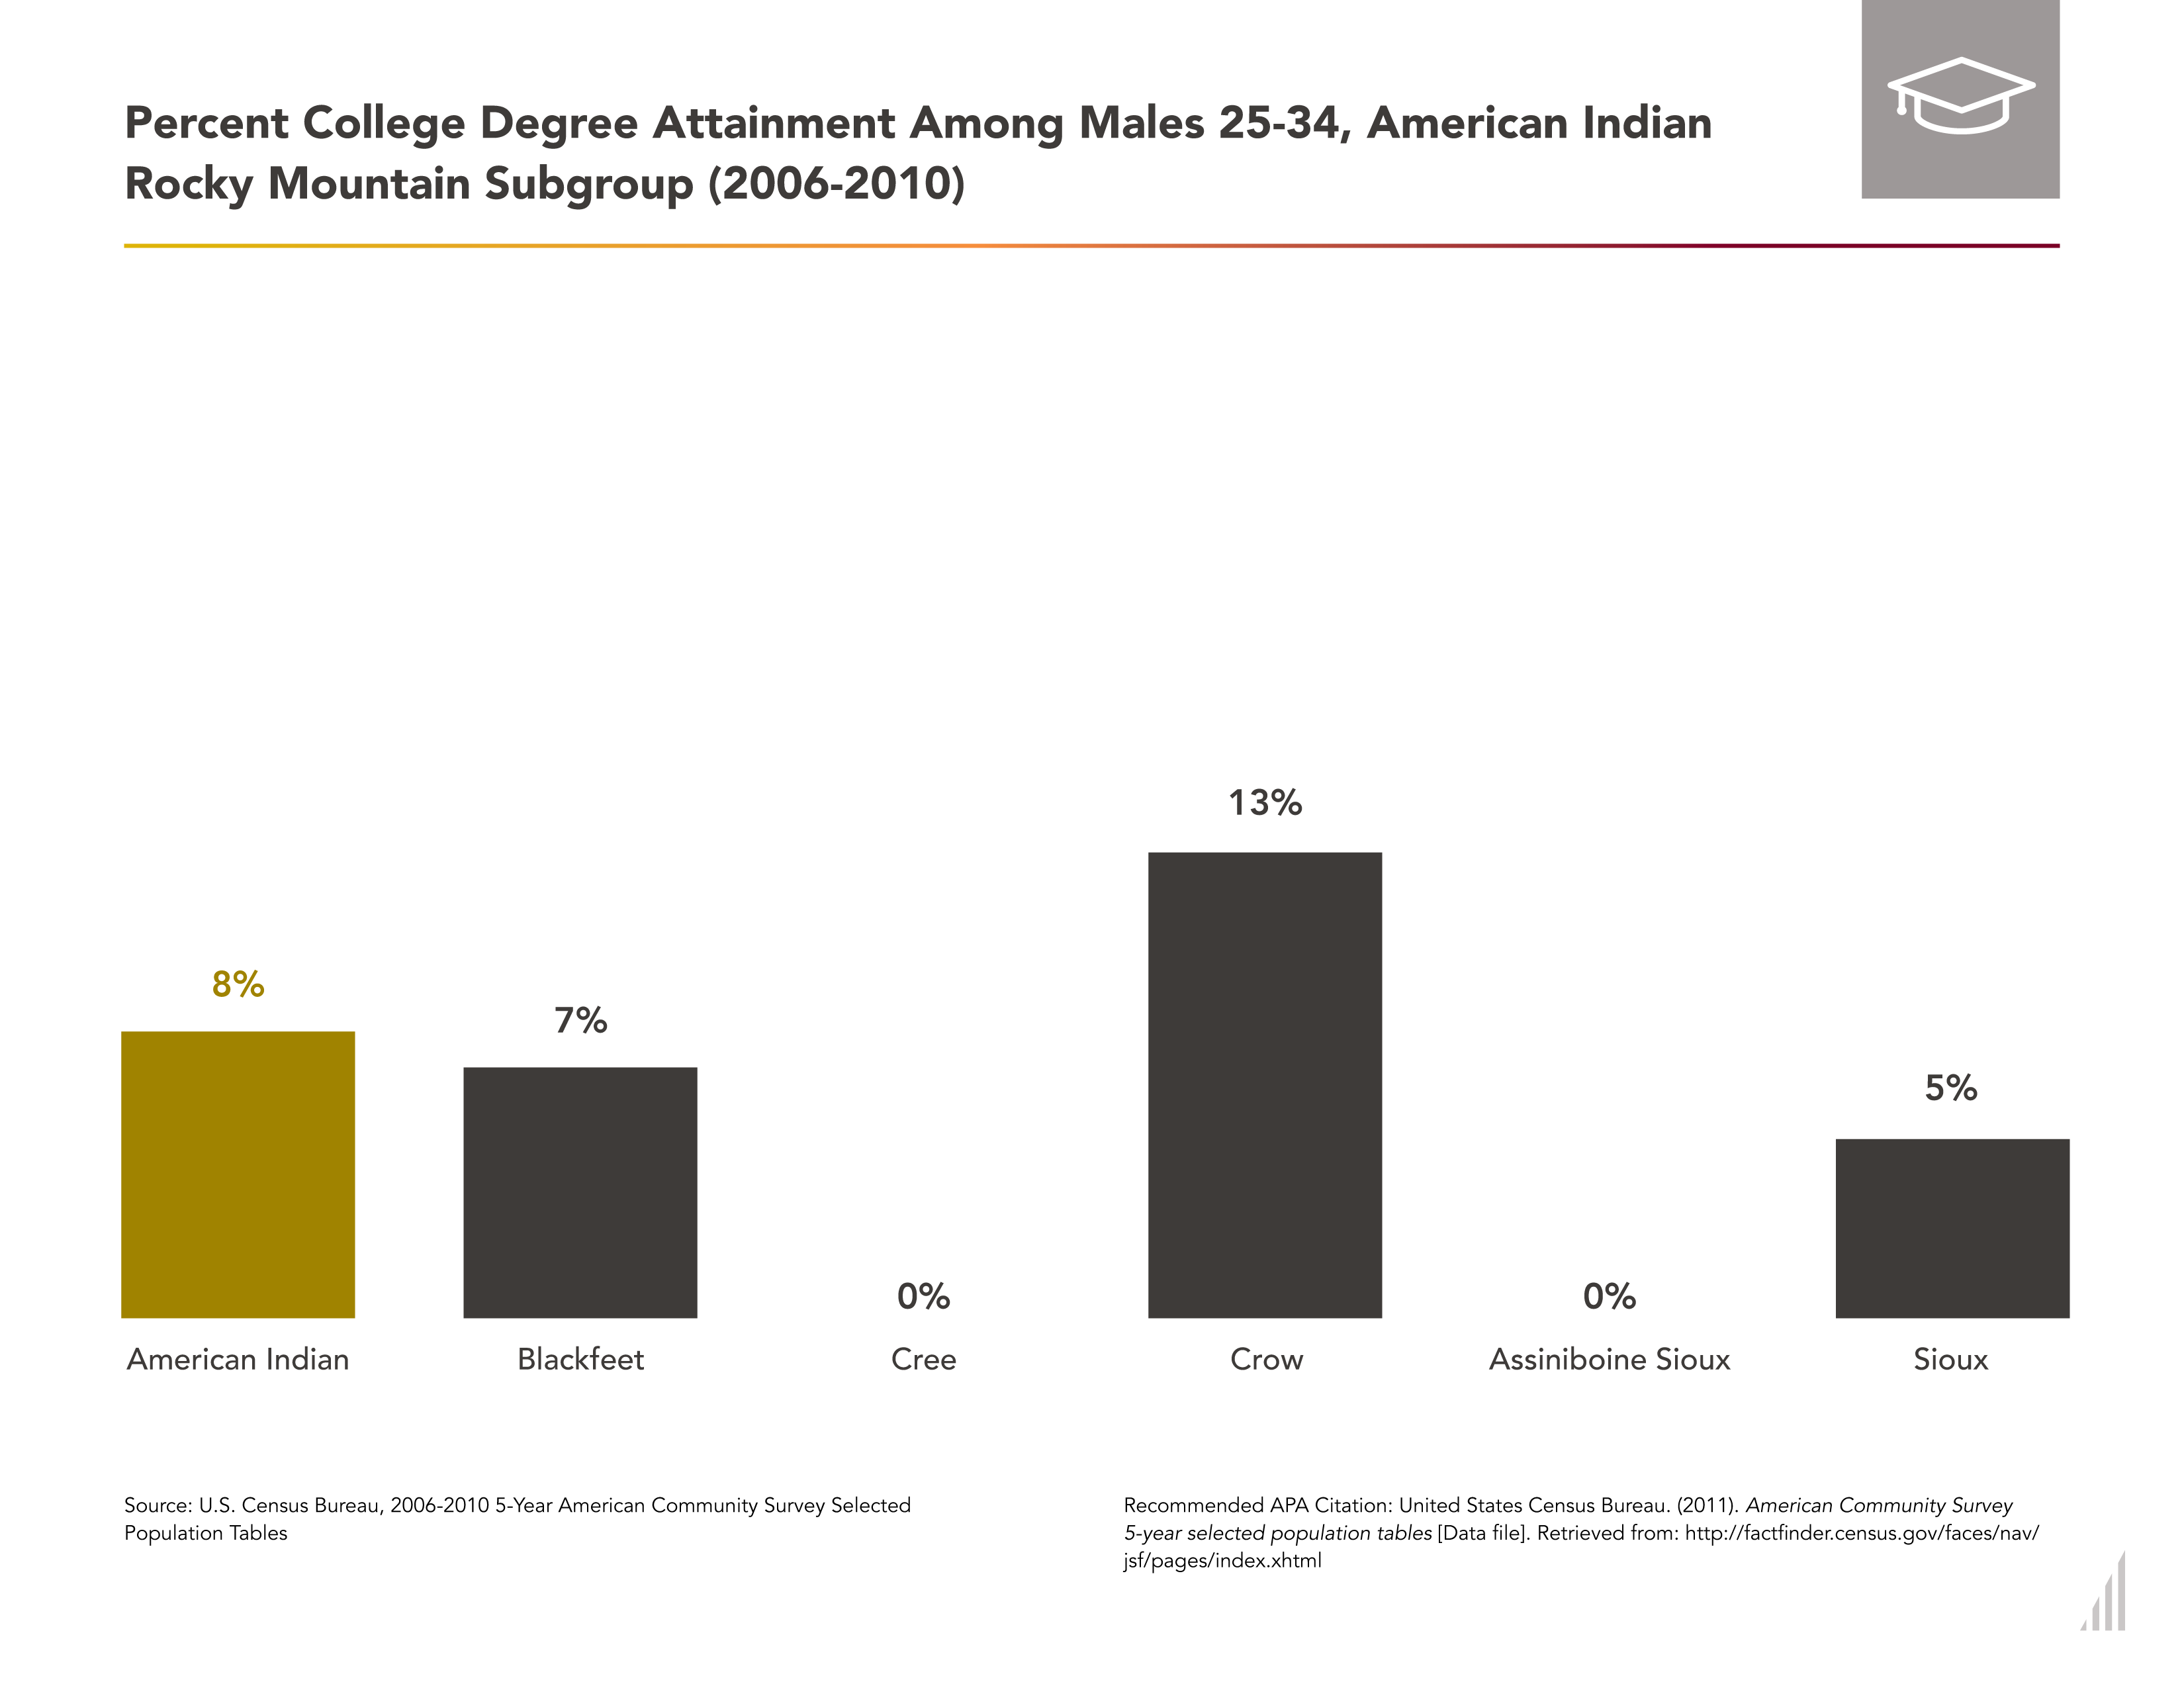 Percent College Degree Attainment Among Males 25-34, American Indian
Rocky Mountain Subgroup (2006-2010)
8%
7%
0%
13%
0%
5%
American Indian
Blackfeet
Cree
Crow
Assiniboine Sioux
Sioux
Source: U.S. Census Bureau, 2006-2010 5-Year American Community Survey Selected
Population Tables
Recommended APA Citation: United States Census Bureau. (2011). American Community Survey
5-year selected population tables [Data file]. Retrieved from: http://factfinder.census.gov/faces/nav/
jsf/pages/index.xhtml